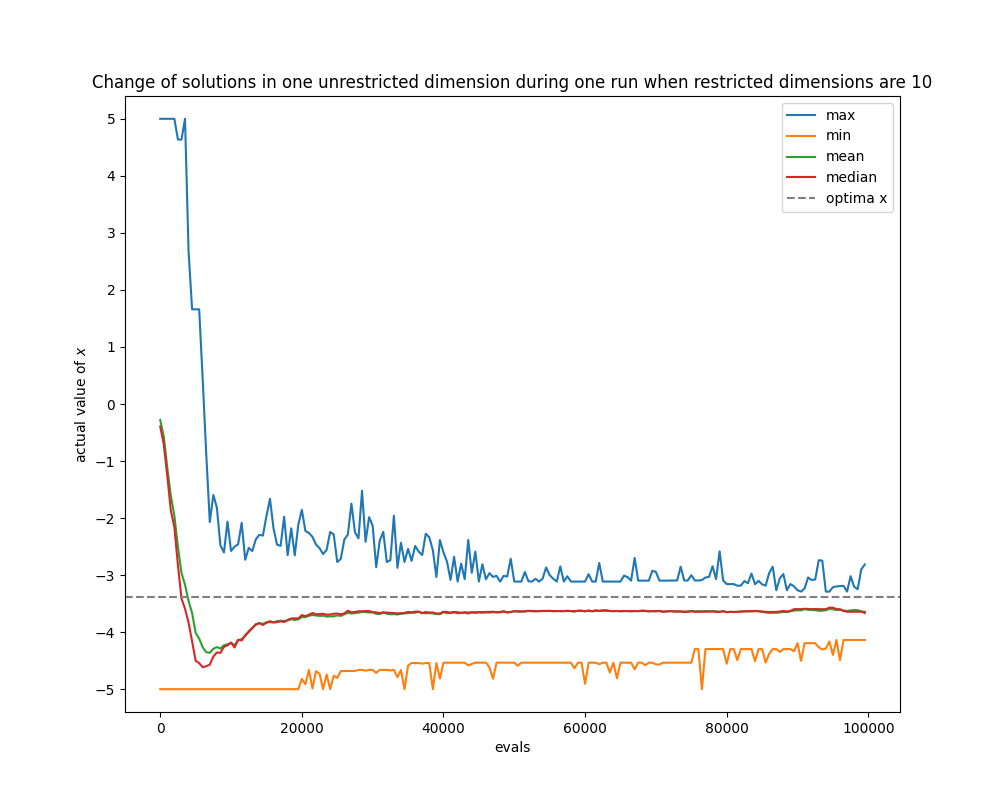 Change of solutions in one unrestricted dimension during one run when restricted dimensions are 10
max
min
mean
median
optima x
5
4
3
2
1
0
−1
−2
−3
−4
−5
actual value of x
0
20000
40000
60000
80000
100000
evals